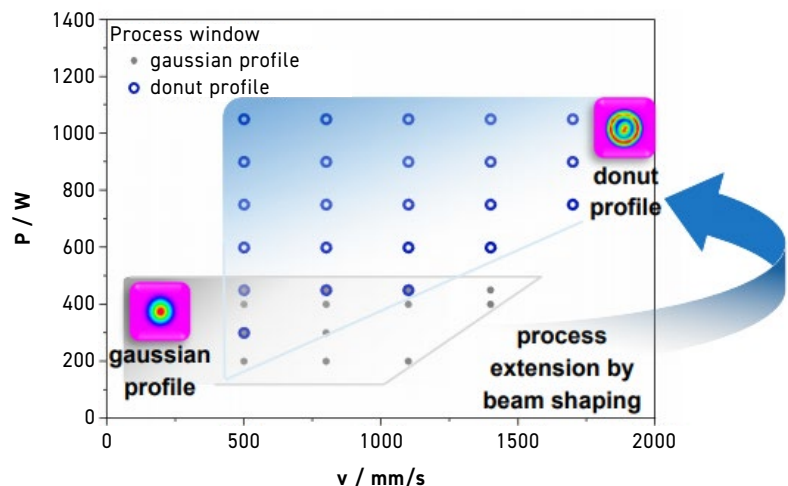 1400
Process window
gaussian profile
donut profile
1200
1000
800
600
400
200
0
P / W
donut
profile
gaussian
profile
process
extension by
beam shaping
0
500
1000
1500
2000
v / mm/s